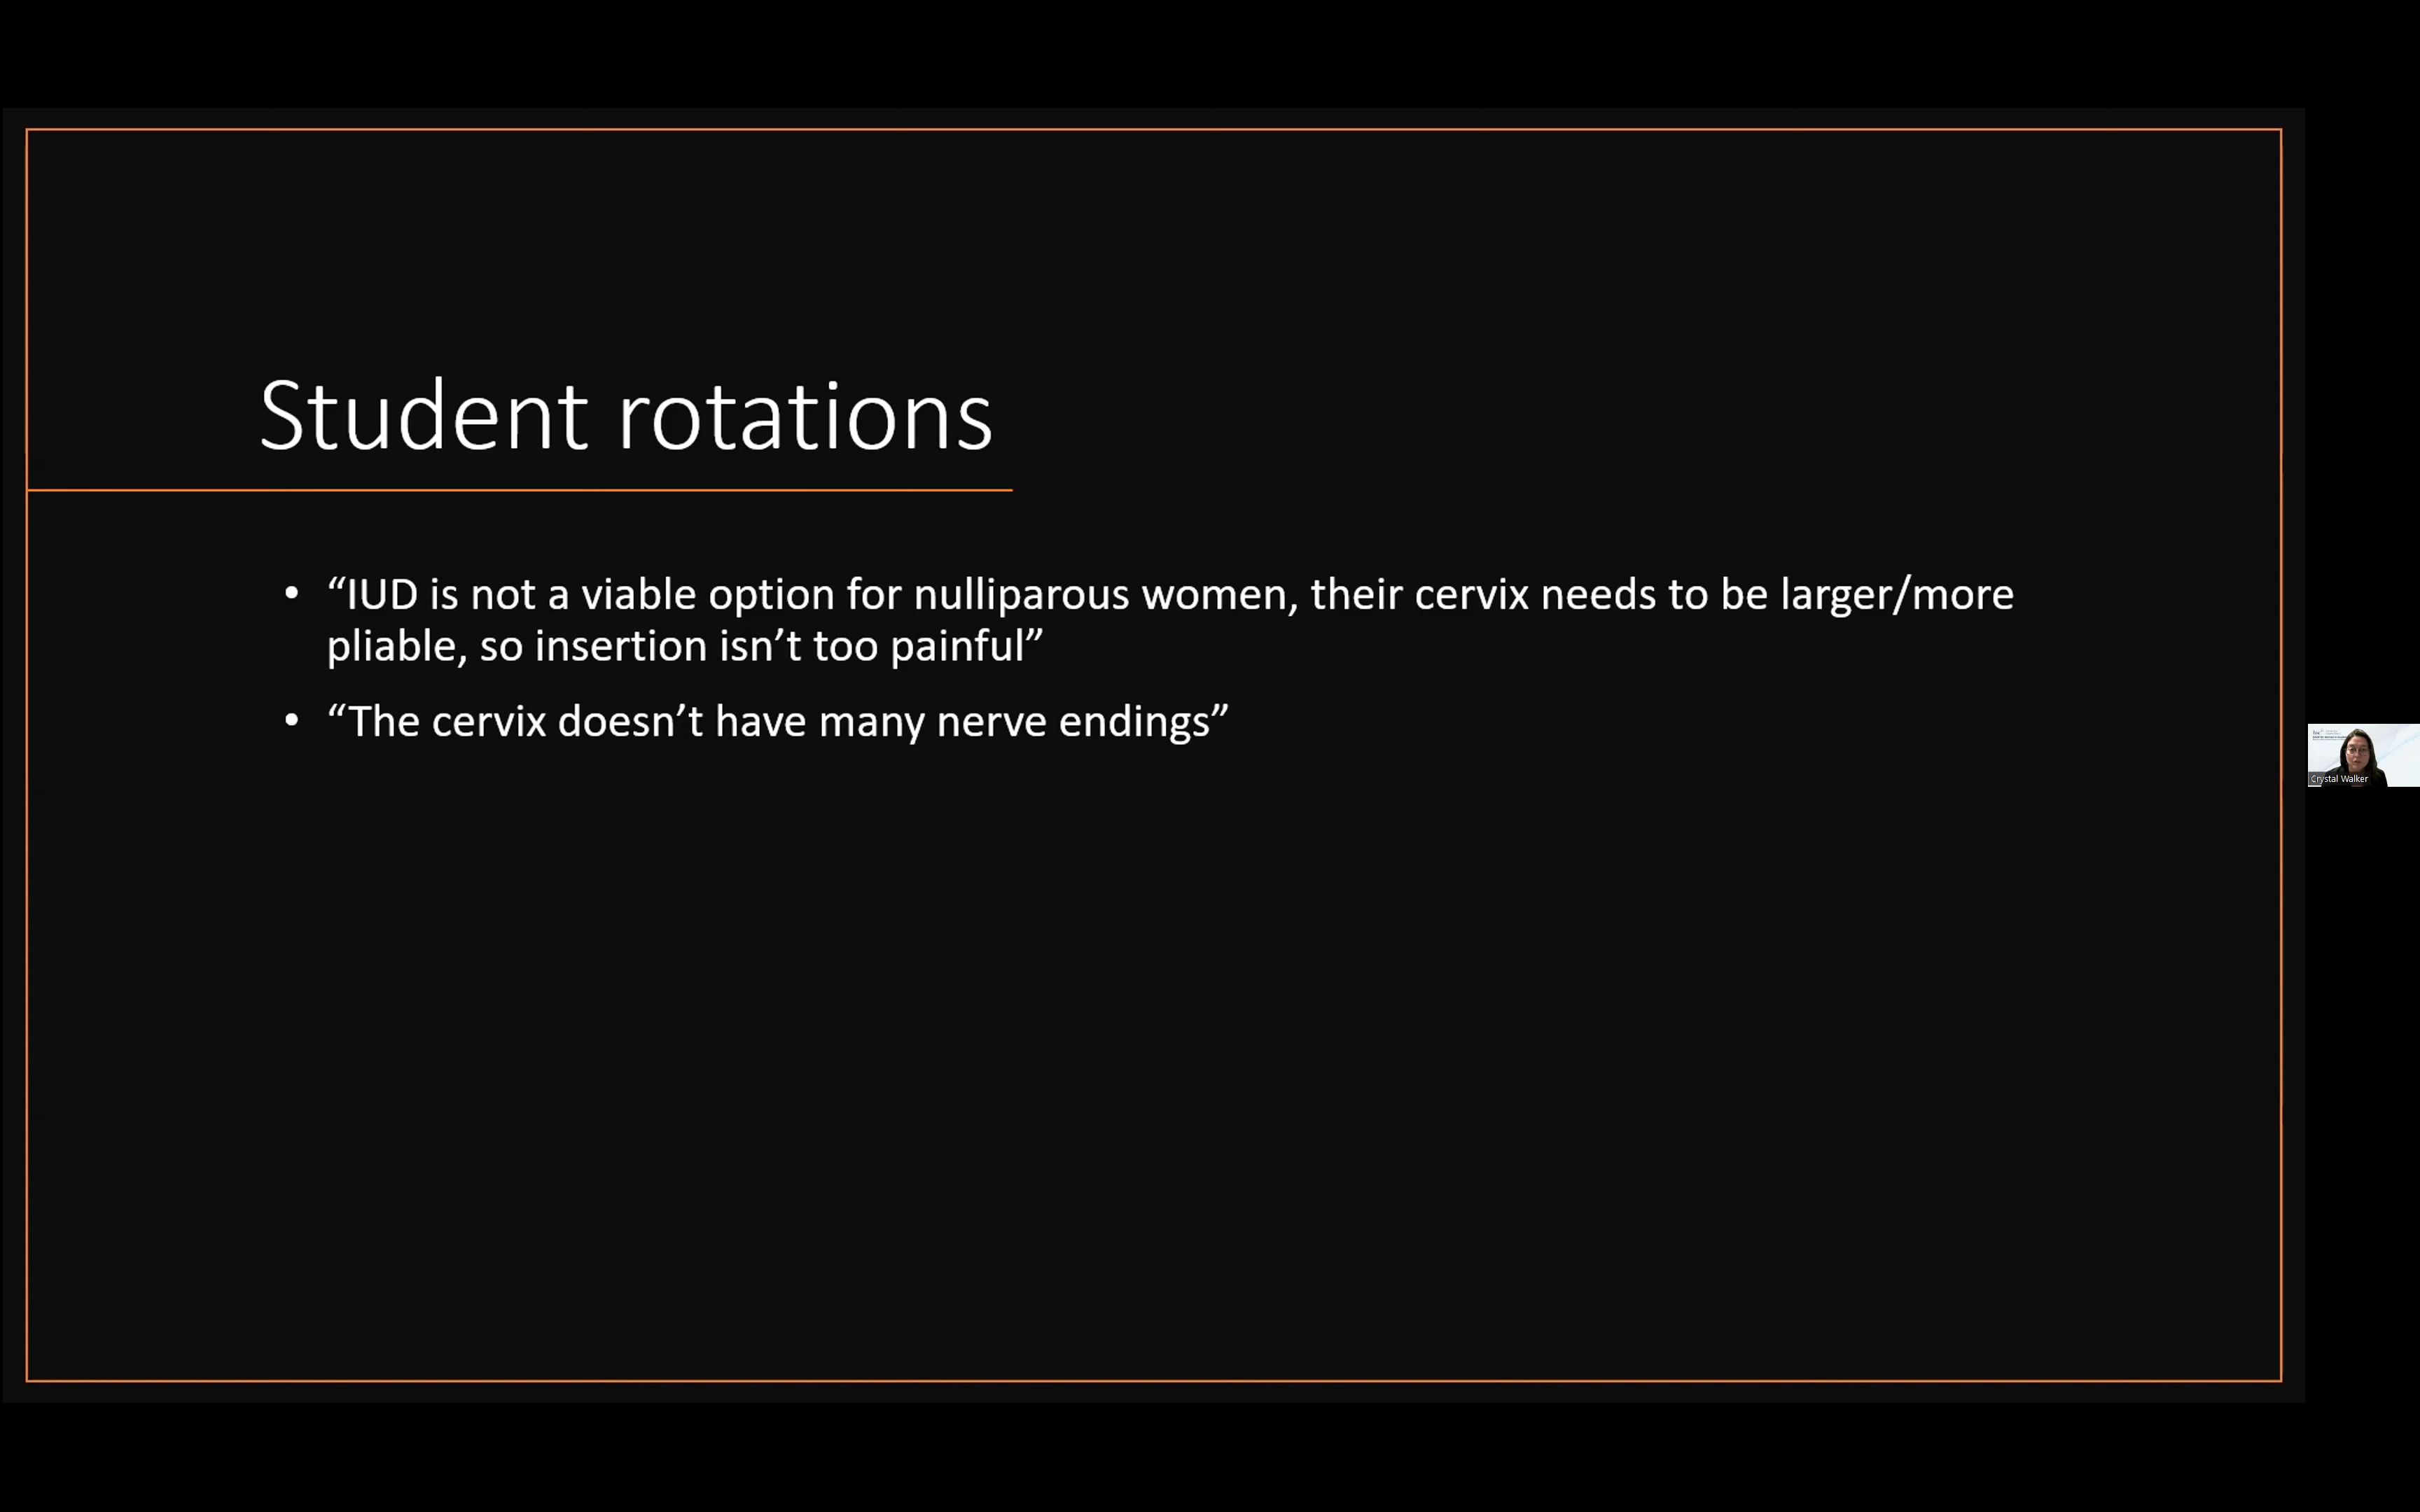 Student rotations
• “IUD is not a viable option for nulliparous women, their cervix needs to be larger/more
pliable, so insertion isn’t too painful”
• “The cervix doesn’t have many nerve endings”
Crystal Walker